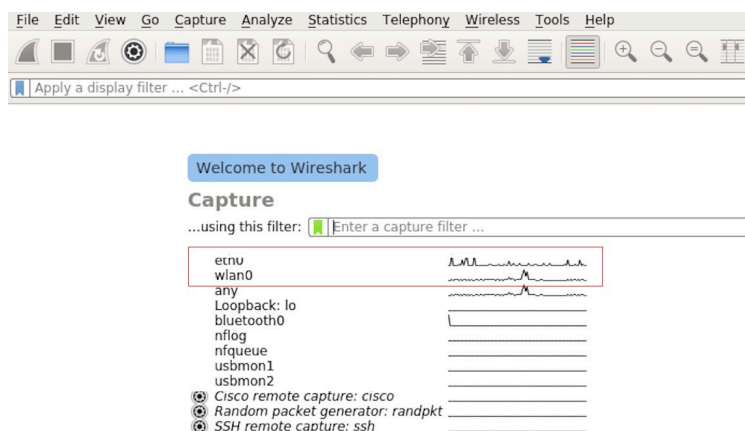 File Edit View Go Capture Analyze Statistics Telephony Wireless Tools Help
Apply a display filter ... <Ctrl-/>
Welcome to Wireshark
Capture
...using this filter: Enter a capture filter ...
eth0
wlan0
any
Loopback: lo
bluetooth0
nflog
nfqueue
usbmon1
usbmon2
Cisco remote capture: cisco
Random packet generator: randpkt
SSH remote capture: ssh